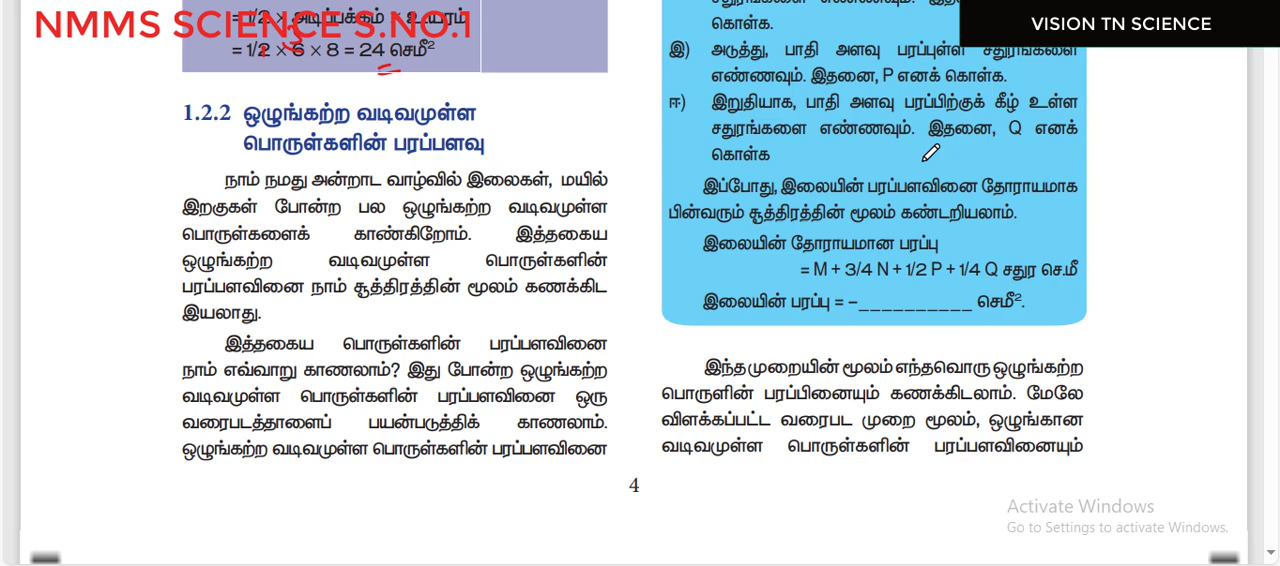 NMMS SCIENCE S.NO.1
VISION TN SCIENCE
= 1/2 × அடிப்பக்கம் × உயரம்
= 1/2 × 6 × 8 = 24 செமீ²
1.2.2 ஒழுங்கற்ற வடிவமுள்ள
பொருள்களின் பரப்பளவு
நாம் நமது அன்றாட வாழ்வில் இலைகள், மயில்
இறகுகள் போன்ற பல ஒழுங்கற்ற வடிவமுள்ள
பொருள்களைக் காண்கிறோம். இத்தகைய
ஒழுங்கற்ற வடிவமுள்ள பொருள்களின்
பரப்பளவினை நாம் சூத்திரத்தின் மூலம் கணக்கிட
இயலாது.
இத்தகைய பொருள்களின் பரப்பளவினை
நாம் எவ்வாறு காணலாம்? இது போன்ற ஒழுங்கற்ற
வடிவமுள்ள பொருள்களின் பரப்பளவினை ஒரு
வரைபடத்தாளைப் பயன்படுத்திக் காணலாம்.
ஒழுங்கற்ற வடிவமுள்ள பொருள்களின் பரப்பளவினை
கொள்க.
இ) அடுத்து, பாதி அளவு பரப்புள்ள சதுரங்களை
எண்ணவும். இதனை, P எனக் கொள்க.
ஈ) இறுதியாக, பாதி அளவு பரப்பிற்குக் கீழ் உள்ள
சதுரங்களை எண்ணவும். இதனை, Q எனக்
கொள்க
இப்போது, இலையின் பரப்பளவினை தோராயமாக
பின்வரும் சூத்திரத்தின் மூலம் கண்டறியலாம்.
இலையின் தோராயமான பரப்பு
= M + 3/4 N + 1/2 P + 1/4 Q சதுர செ.மீ
இலையின் பரப்பு = –__________ செமீ².
இந்த முறையின் மூலம் எந்தவொரு ஒழுங்கற்ற
பொருளின் பரப்பினையும் கணக்கிடலாம். மேலே
விளக்கப்பட்ட வரைபட முறை மூலம், ஒழுங்கான
வடிவமுள்ள பொருள்களின் பரப்பளவினையும்
4
Activate Windows
Go to Settings to activate Windows.